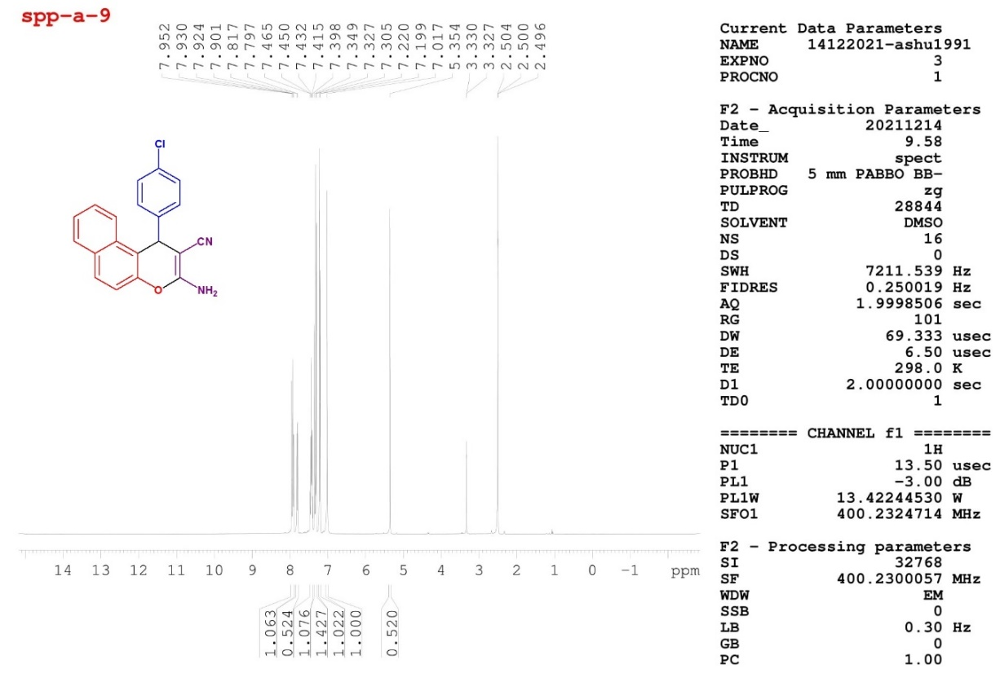 spp-a-9
7.952
7.930
7.924
7.901
7.817
7.797
7.465
7.450
7.432
7.415
7.398
7.349
7.327
7.305
7.220
7.199
7.017
5.354
3.330
3.327
2.504
2.500
2.496
Cl
CN
O
NH2
14 13 12 11 10 9 8 7 6 5 4 3 2 1 0 -1 ppm
1.063
0.524
1.076
1.427
1.022
1.000
0.520
Current Data Parameters
NAME 14122021-ashu1991
EXPNO 3
PROCNO 1
F2 - Acquisition Parameters
Date_ 20211214
Time 9.58
INSTRUM spect
PROBHD 5 mm PABBO BB-
PULPROG zg
TD 28844
SOLVENT DMSO
NS 16
DS 0
SWH 7211.539 Hz
FIDRES 0.250019 Hz
AQ 1.9998506 sec
RG 101
DW 69.333 usec
DE 6.50 usec
TE 298.0 K
D1 2.00000000 sec
TD0 1
======== CHANNEL f1 ========
NUC1 1H
P1 13.50 usec
PL1 -3.00 dB
PL1W 13.42244530 W
SFO1 400.2324714 MHz
F2 - Processing parameters
SI 32768
SF 400.2300057 MHz
WDW EM
SSB 0
LB 0.30 Hz
GB 0
PC 1.00